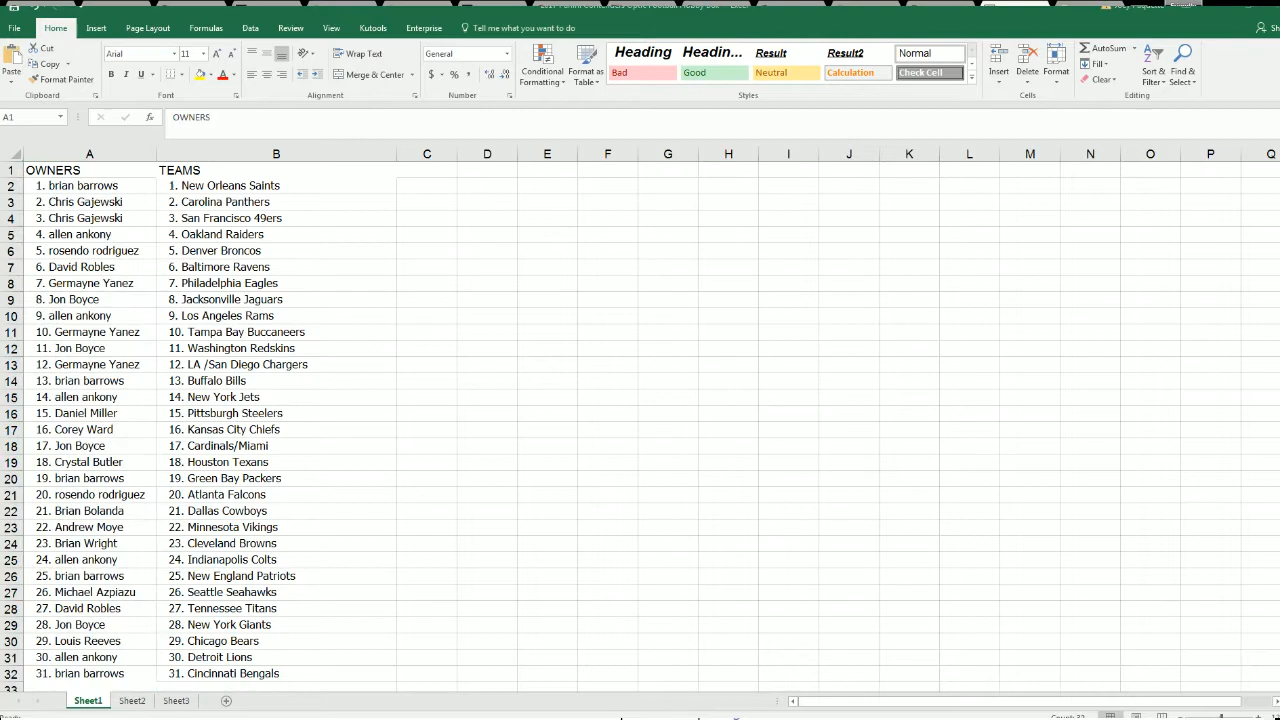 File Home Insert Page Layout Formulas Data Review View Kutools Enterprise Tell me what you want to do
Cut Arial 11 Wrap Text General Heading Headin... Result Result2 Normal AutoSum
Copy Fill
Paste Format Painter B I U A Merge & Center $ % Conditional Formatting Format as Table Bad Good Neutral Calculation Check Cell Insert Delete Format Clear Sort & Filter Find & Select
Clipboard Font Alignment Number Styles Cells Editing
A1 fx OWNERS
A B C D E F G H I J K L M N O P Q
1 OWNERS TEAMS
2 1. brian barrows 1. New Orleans Saints
3 2. Chris Gajewski 2. Carolina Panthers
4 3. Chris Gajewski 3. San Francisco 49ers
5 4. allen ankony 4. Oakland Raiders
6 5. rosendo rodriguez 5. Denver Broncos
7 6. David Robles 6. Baltimore Ravens
8 7. Germayne Yanez 7. Philadelphia Eagles
9 8. Jon Boyce 8. Jacksonville Jaguars
10 9. allen ankony 9. Los Angeles Rams
11 10. Germayne Yanez 10. Tampa Bay Buccaneers
12 11. Jon Boyce 11. Washington Redskins
13 12. Germayne Yanez 12. LA /San Diego Chargers
14 13. brian barrows 13. Buffalo Bills
15 14. allen ankony 14. New York Jets
16 15. Daniel Miller 15. Pittsburgh Steelers
17 16. Corey Ward 16. Kansas City Chiefs
18 17. Jon Boyce 17. Cardinals/Miami
19 18. Crystal Butler 18. Houston Texans
20 19. brian barrows 19. Green Bay Packers
21 20. rosendo rodriguez 20. Atlanta Falcons
22 21. Brian Bolanda 21. Dallas Cowboys
23 22. Andrew Moye 22. Minnesota Vikings
24 23. Brian Wright 23. Cleveland Browns
25 24. allen ankony 24. Indianapolis Colts
26 25. brian barrows 25. New England Patriots
27 26. Michael Azpiazu 26. Seattle Seahawks
28 27. David Robles 27. Tennessee Titans
29 28. Jon Boyce 28. New York Giants
30 29. Louis Reeves 29. Chicago Bears
31 30. allen ankony 30. Detroit Lions
32 31. brian barrows 31. Cincinnati Bengals
33
Sheet1 Sheet2 Sheet3